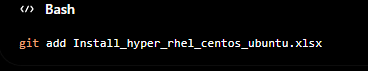 </> Bash
git add Install_hyper_rhel_centos_ubuntu.xlsx